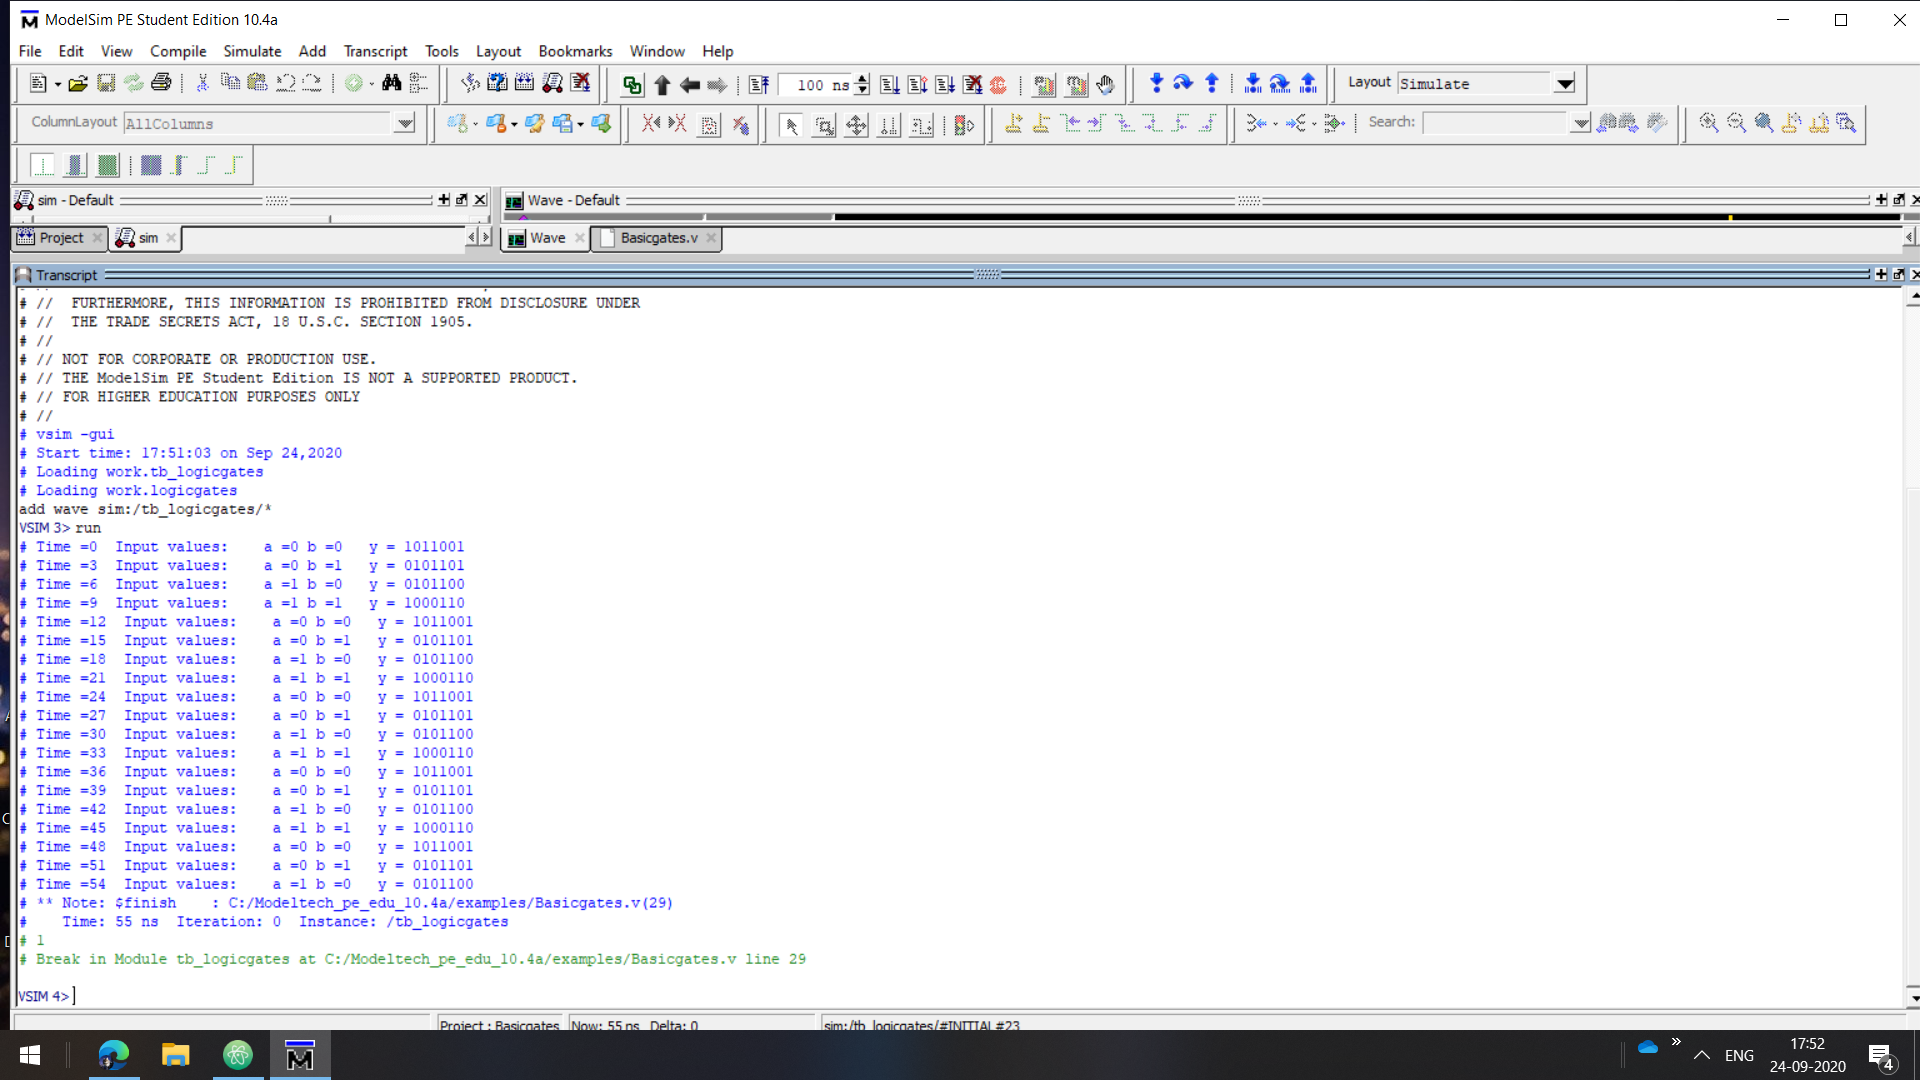 ModelSim PE Student Edition 10.4a
File Edit View Compile Simulate Add Transcript Tools Layout Bookmarks Window Help
100 ns Layout Simulate
ColumnLayout AllColumns Search:
sim - Default Wave - Default
Project sim Wave Basicgates.v
Transcript
# // FURTHERMORE, THIS INFORMATION IS PROHIBITED FROM DISCLOSURE UNDER
# // THE TRADE SECRETS ACT, 18 U.S.C. SECTION 1905.
# //
# // NOT FOR CORPORATE OR PRODUCTION USE.
# // THE ModelSim PE Student Edition IS NOT A SUPPORTED PRODUCT.
# // FOR HIGHER EDUCATION PURPOSES ONLY
# //
# vsim -gui
# Start time: 17:51:03 on Sep 24,2020
# Loading work.tb_logicgates
# Loading work.logicgates
add wave sim:/tb_logicgates/*
VSIM 3> run
# Time =0 Input values: a =0 b =0 y = 1011001
# Time =3 Input values: a =0 b =1 y = 0101101
# Time =6 Input values: a =1 b =0 y = 0101100
# Time =9 Input values: a =1 b =1 y = 1000110
# Time =12 Input values: a =0 b =0 y = 1011001
# Time =15 Input values: a =0 b =1 y = 0101101
# Time =18 Input values: a =1 b =0 y = 0101100
# Time =21 Input values: a =1 b =1 y = 1000110
# Time =24 Input values: a =0 b =0 y = 1011001
# Time =27 Input values: a =0 b =1 y = 0101101
# Time =30 Input values: a =1 b =0 y = 0101100
# Time =33 Input values: a =1 b =1 y = 1000110
# Time =36 Input values: a =0 b =0 y = 1011001
# Time =39 Input values: a =0 b =1 y = 0101101
# Time =42 Input values: a =1 b =0 y = 0101100
# Time =45 Input values: a =1 b =1 y = 1000110
# Time =48 Input values: a =0 b =0 y = 1011001
# Time =51 Input values: a =0 b =1 y = 0101101
# Time =54 Input values: a =1 b =0 y = 0101100
# ** Note: $finish : C:/Modeltech_pe_edu_10.4a/examples/Basicgates.v(29)
# Time: 55 ns Iteration: 0 Instance: /tb_logicgates
# 1
# Break in Module tb_logicgates at C:/Modeltech_pe_edu_10.4a/examples/Basicgates.v line 29
VSIM 4>
Project : Basicgates Now: 55 ns Delta: 0 sim:/tb_logicgates/#INITIAL#23
17:52
ENG
24-09-2020
4